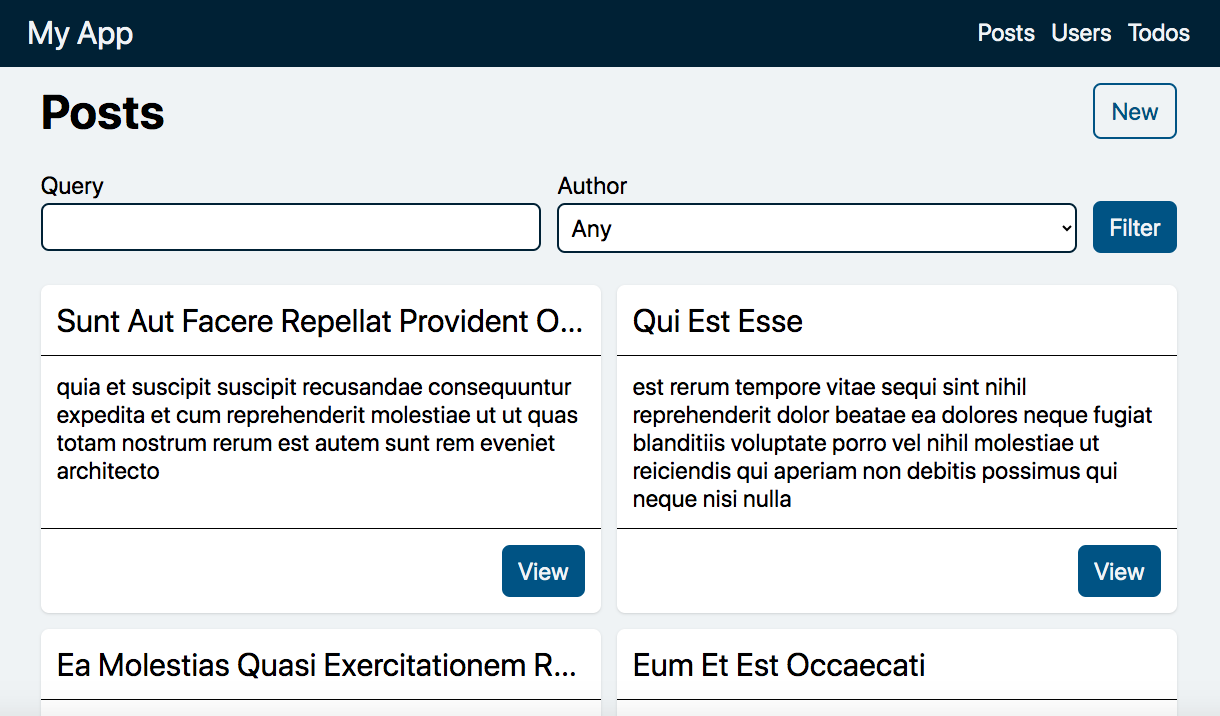 My App
Posts Users Todos
Posts
New
Query
Author
Any
Filter
Sunt Aut Facere Repellat Provident O...
quia et suscipit suscipit recusandae consequuntur
expedita et cum reprehenderit molestiae ut ut quas
totam nostrum rerum est autem sunt rem eveniet
architecto
View
Qui Est Esse
est rerum tempore vitae sequi sint nihil
reprehenderit dolor beatae ea dolores neque fugiat
blanditiis voluptate porro vel nihil molestiae ut
reiciendis qui aperiam non debitis possimus qui
neque nisi nulla
View
Ea Molestias Quasi Exercitationem R...
Eum Et Est Occaecati